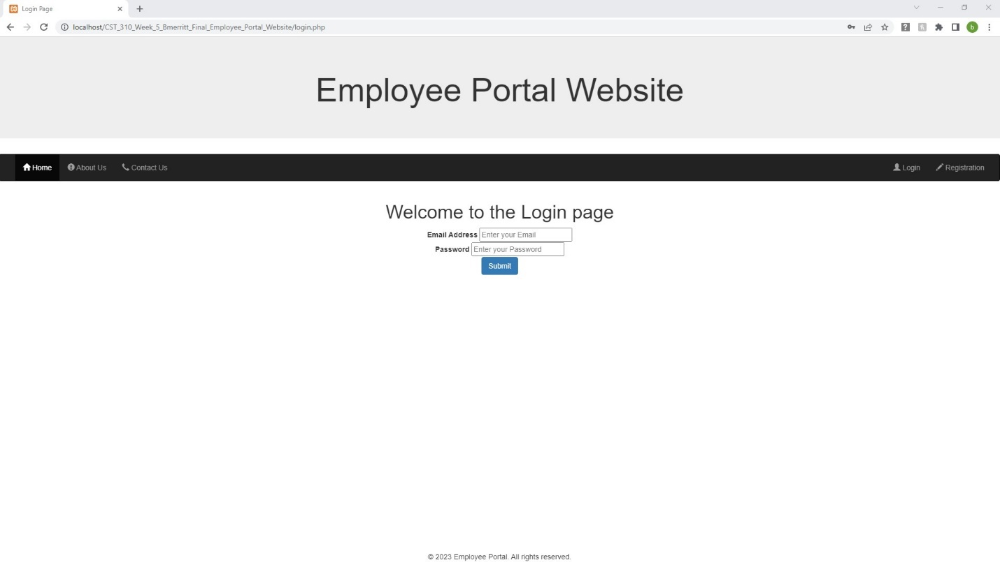 Login Page
localhost/CST_310_Week_5_Bmerritt_Final_Employee_Portal_Website/login.php
b
Employee Portal Website
Home About Us Contact Us Login Registration
Welcome to the Login page
Email Address Enter your Email
Password Enter your Password
Submit
© 2023 Employee Portal. All rights reserved.